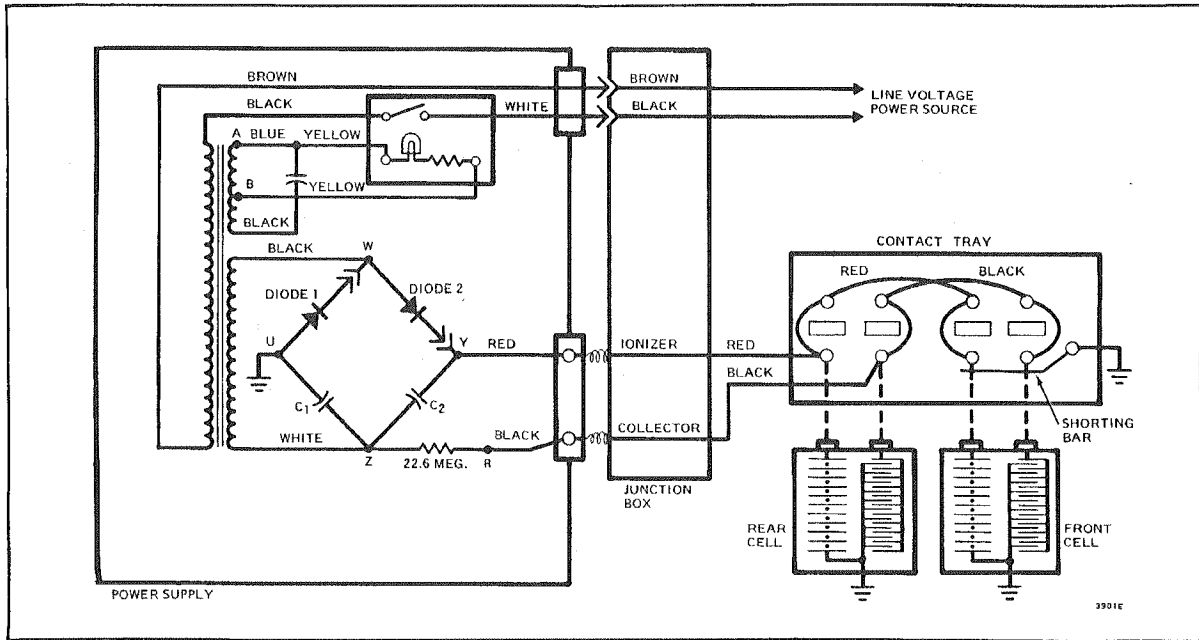 BROWN
BROWN
LINE VOLTAGE
POWER SOURCE
BLACK
WHITE
BLACK
A
BLUE
YELLOW
B
YELLOW
BLACK
CONTACT TRAY
BLACK
W
RED
BLACK
DIODE 1
DIODE 2
U
Y
RED
IONIZER
RED
BLACK
C1
C2
WHITE
BLACK
COLLECTOR
SHORTING
BAR
Z
22.6 MEG.
R
JUNCTION
BOX
REAR
CELL
FRONT
CELL
POWER SUPPLY
3901E